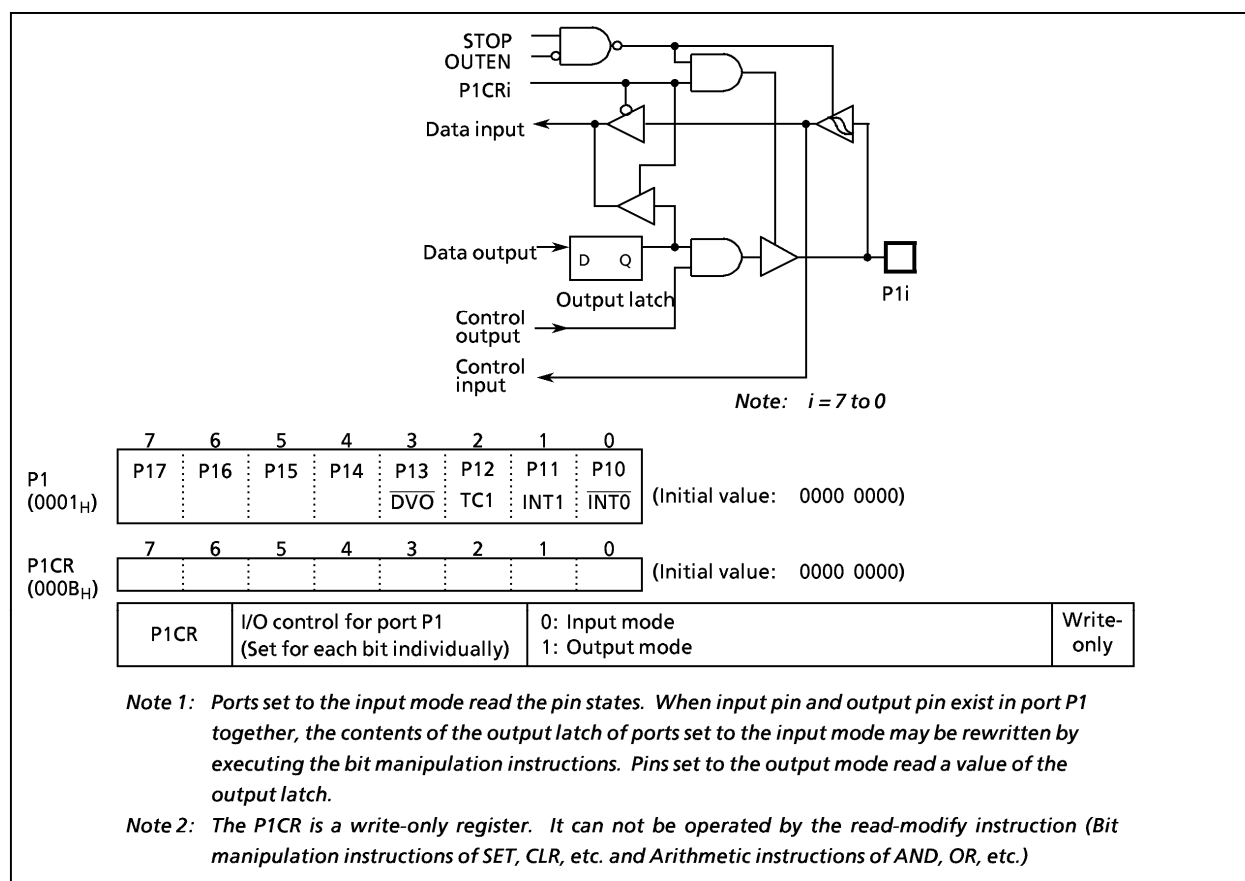 STOP
OUTEN
P1CRi
Data input
Data output
D Q
Output latch
P1i
Control
output
Control
input
Note: i = 7 to 0
7 6 5 4 3 2 1 0
P1
(0001H)
P17 P16 P15 P14 P13 P12 P11 P10
DVO TC1 INT1 INT0
(Initial value: 0000 0000)
7 6 5 4 3 2 1 0
P1CR
(000BH)
(Initial value: 0000 0000)
P1CR
I/O control for port P1
(Set for each bit individually)
0: Input mode
1: Output mode
Write-
only
Note 1: Ports set to the input mode read the pin states. When input pin and output pin exist in port P1
together, the contents of the output latch of ports set to the input mode may be rewritten by
executing the bit manipulation instructions. Pins set to the output mode read a value of the
output latch.
Note 2: The P1CR is a write-only register. It can not be operated by the read-modify instruction (Bit
manipulation instructions of SET, CLR, etc. and Arithmetic instructions of AND, OR, etc.)